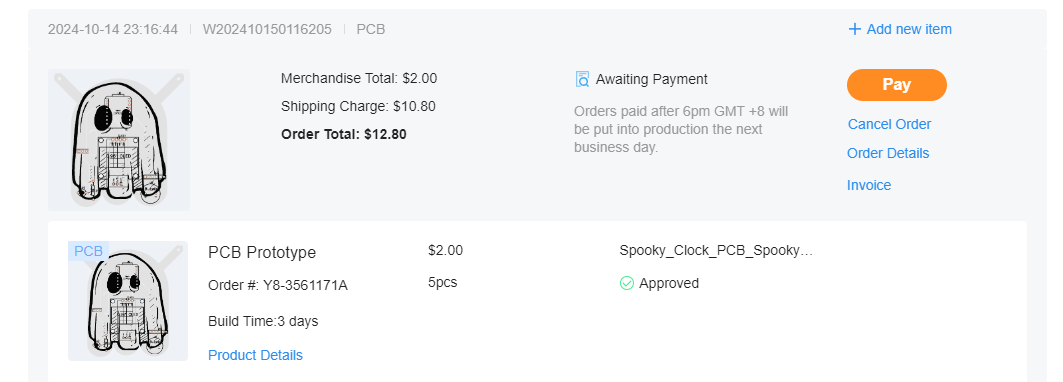 2024-10-14 23:16:44 W202410150116205 PCB
+ Add new item
Merchandise Total: $2.00
Shipping Charge: $10.80
Order Total: $12.80
Awaiting Payment
Orders paid after 6pm GMT +8 will
be put into production the next
business day.
Pay
Cancel Order
Order Details
Invoice
PCB
PCB Prototype
$2.00
Spooky_Clock_PCB_Spooky…
Order #: Y8-3561171A
5pcs
Approved
Build Time:3 days
Product Details